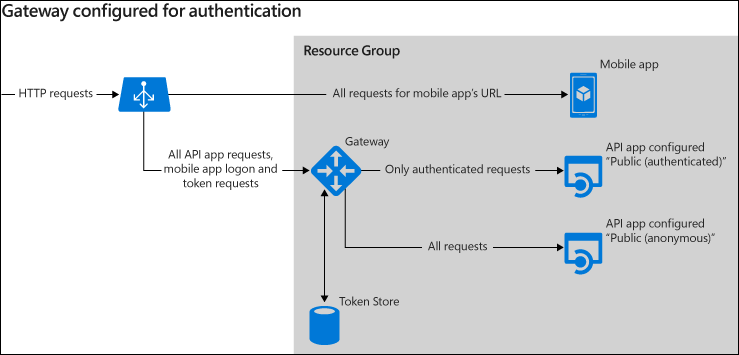 Gateway configured for authentication
Resource Group
Mobile app
HTTP requests
All requests for mobile app's URL
Gateway
API app configured
"Public (authenticated)"
All API app requests,
mobile app logon and
token requests
Only authenticated requests
API app configured
"Public (anonymous)"
All requests
Token Store